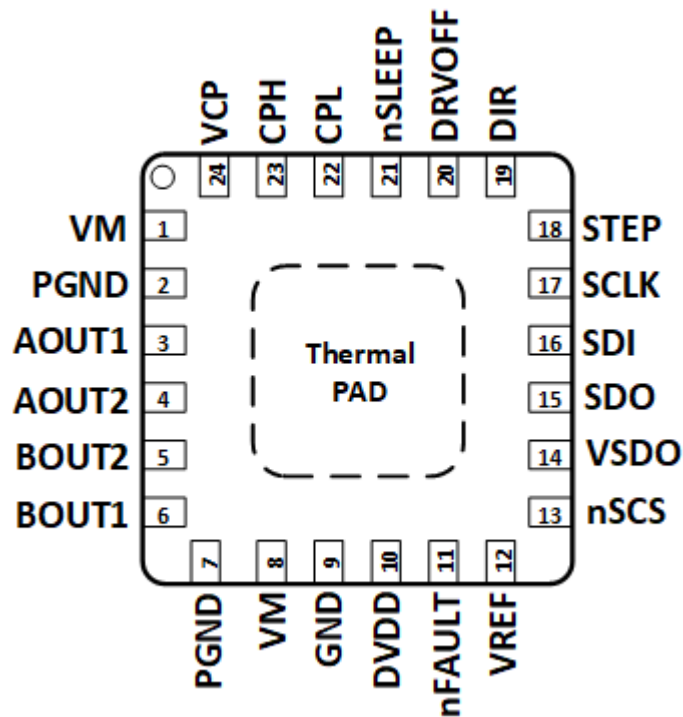 VCP
CPH
CPL
nSLEEP
DRVOFF
DIR
24
23
22
21
20
19
VM 1
PGND 2
AOUT1 3
AOUT2 4
BOUT2 5
BOUT1 6
Thermal
PAD
18 STEP
17 SCLK
16 SDI
15 SDO
14 VSDO
13 nSCS
7
8
9
10
11
12
PGND
VM
GND
DVDD
nFAULT
VREF